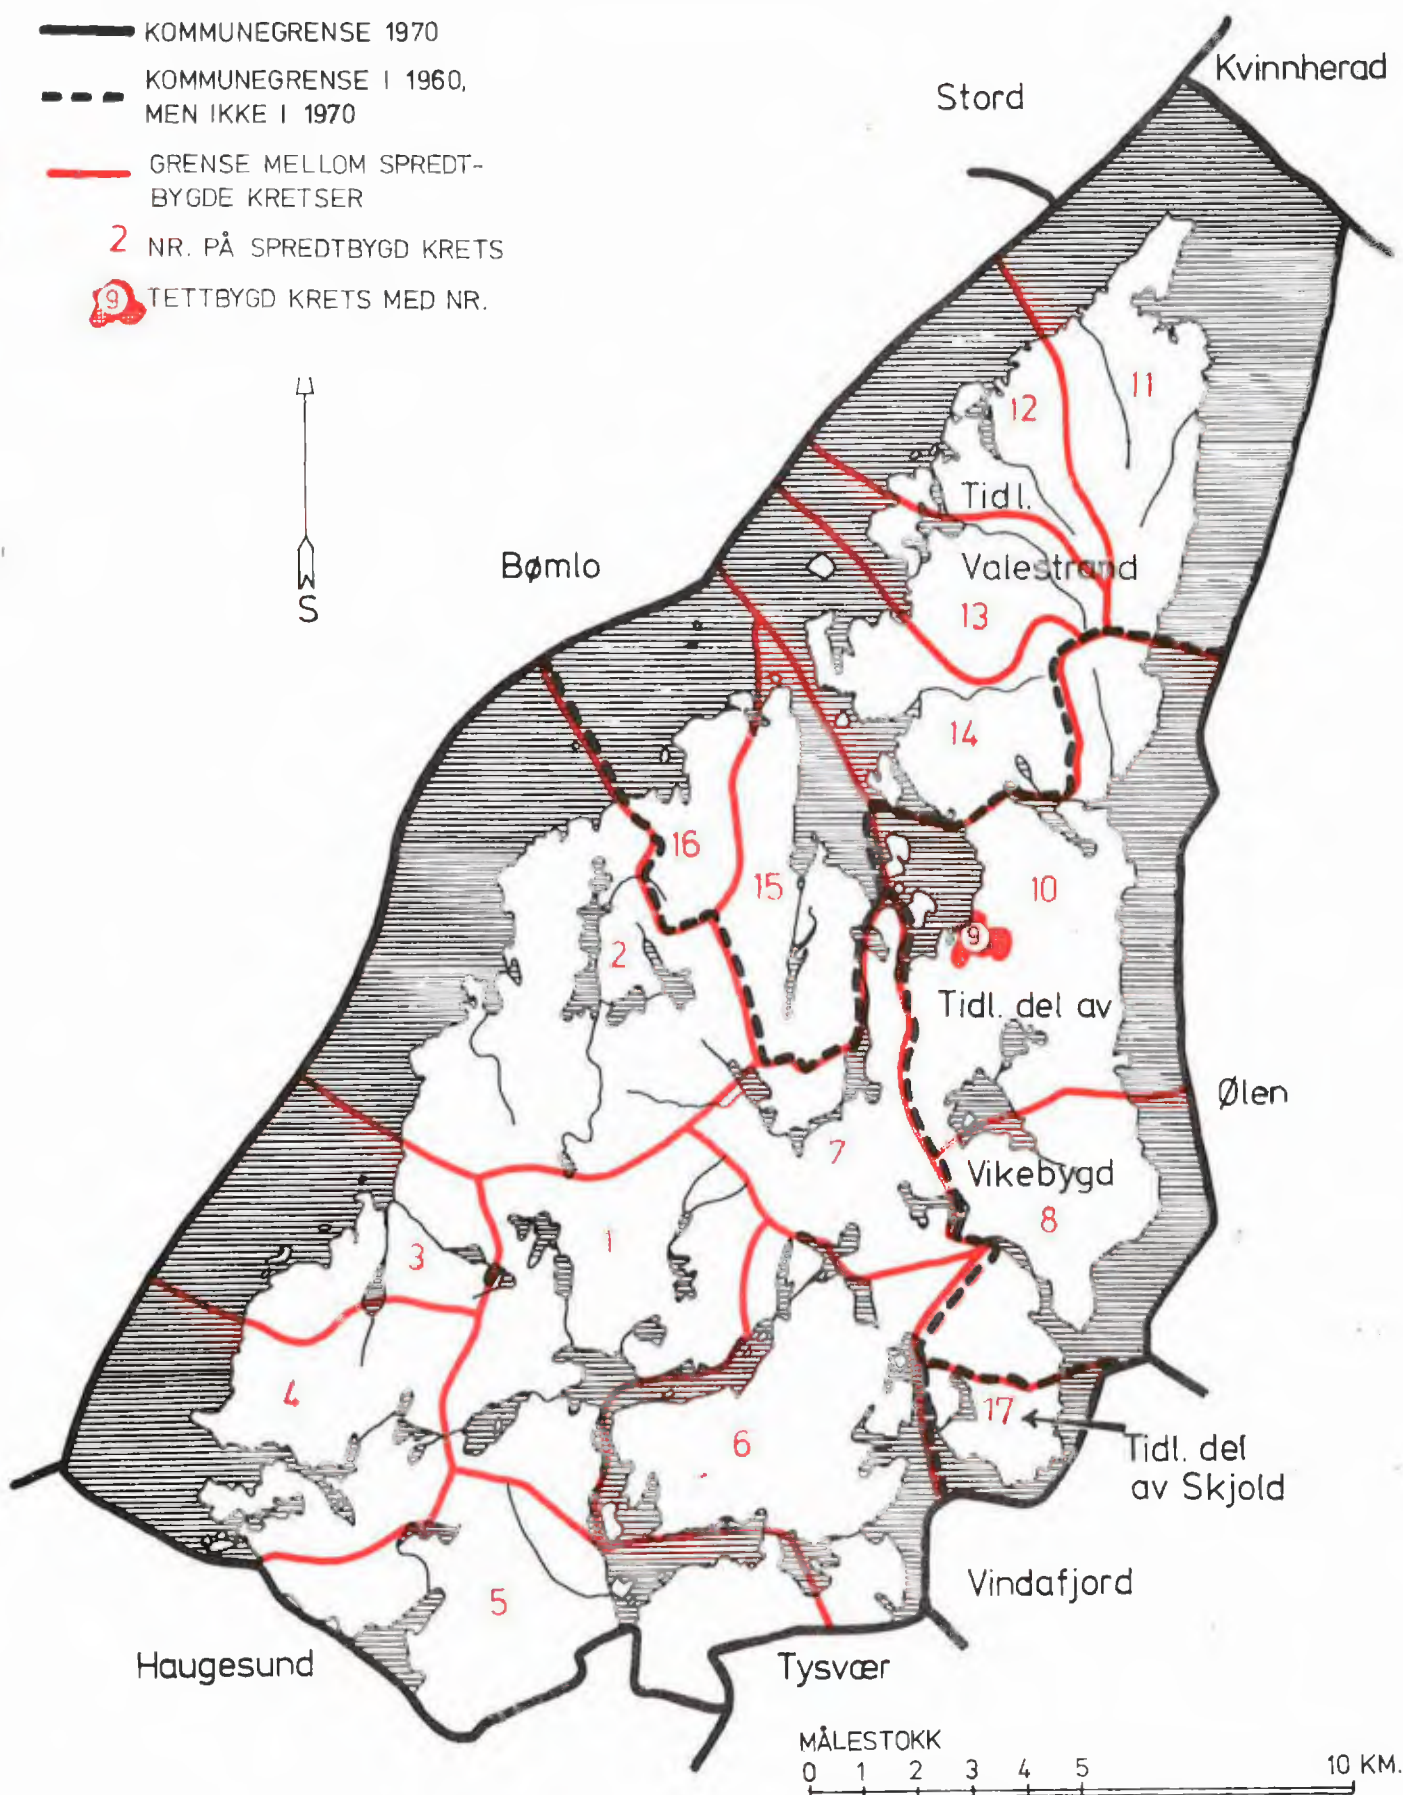 KOMMUNEGRENSE 1970
KOMMUNEGRENSE I 1960,
MEN IKKE I 1970
GRENSE MELLOM SPREDT-
BYGDE KRETSER
2 NR. PÅ SPREDTBYGD KRETS
9 TETTBYGD KRETS MED NR.
S
Kvinnherad
Stord
11
12
Tidl.
Bømlo
Valestrand
13
14
16
15
10
9
2
Tidl. del av
Ølen
7
Vikebygd
8
1
3
4
17
6
Tidl. del
av Skjold
Vindafjord
5
Haugesund
Tysvær
MÅLESTOKK
0 1 2 3 4 5 10 KM.